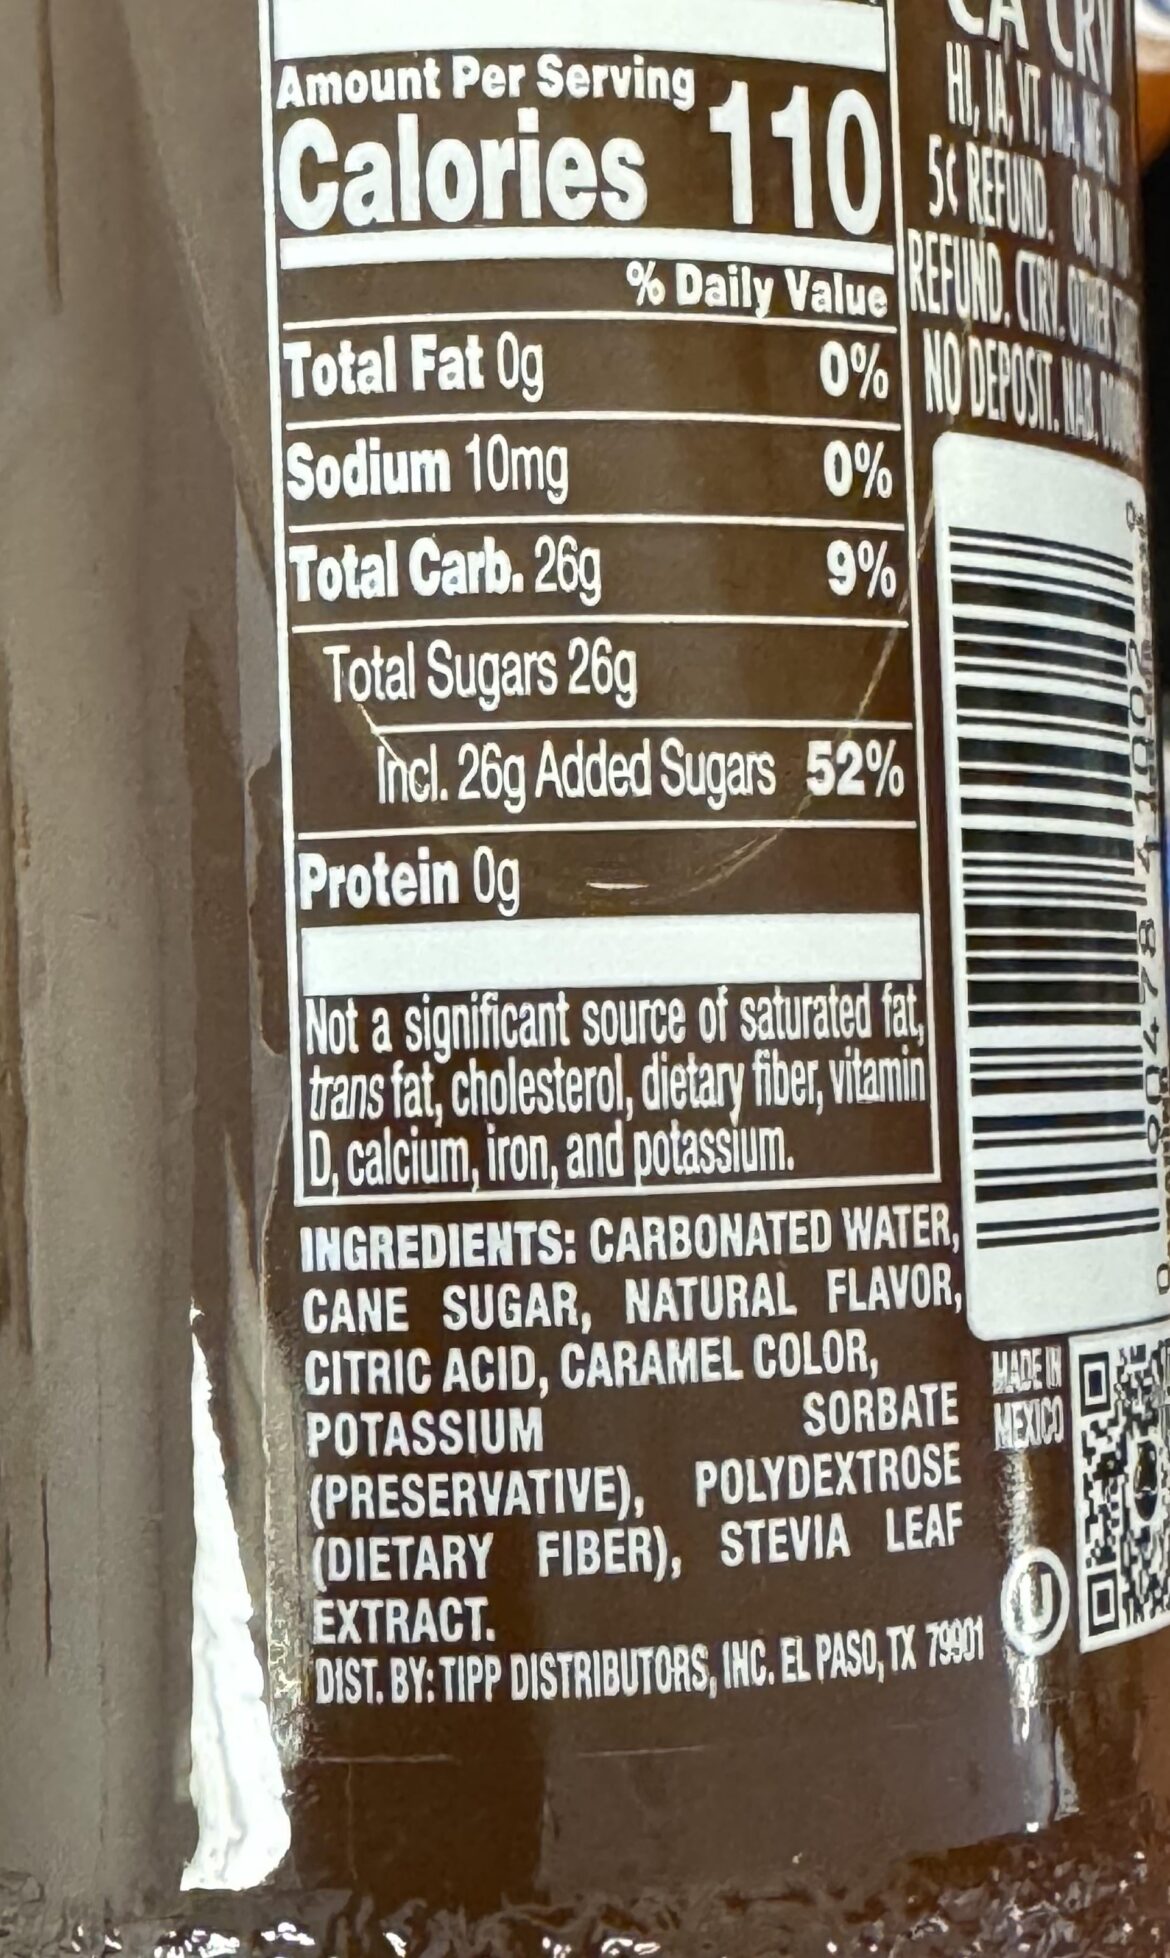 Amount Per Serving
Calories 110
% Daily Value
Total Fat 0g 0%
Sodium 10mg 0%
Total Carb. 26g 9%
Total Sugars 26g
Incl. 26g Added Sugars 52%
Protein 0g
Not a significant source of saturated fat,
trans fat, cholesterol, dietary fiber, vitamin
D, calcium, iron, and potassium.
INGREDIENTS: CARBONATED WATER,
CANE SUGAR, NATURAL FLAVOR,
CITRIC ACID, CARAMEL COLOR,
POTASSIUM SORBATE
(PRESERVATIVE), POLYDEXTROSE
(DIETARY FIBER), STEVIA LEAF
EXTRACT.
DIST. BY: TIPP DISTRIBUTORS, INC. EL PASO, TX 79901
CA CRV
HI, IA, VT, MA,
5¢ REFUND. OR,
REFUND. CTRY. OTHER
NO DEPOSIT.
MADE IN
MEXICO
U